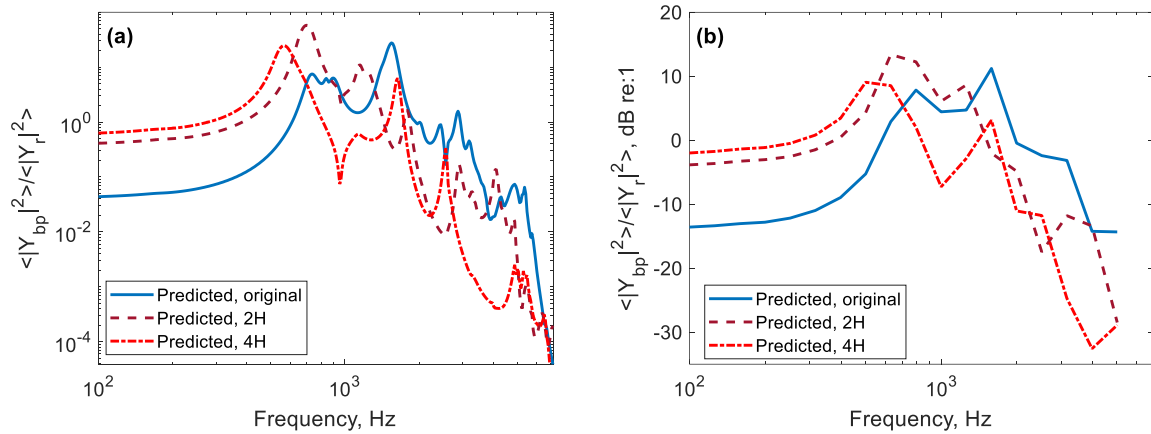 (a)
<|Y_bp|^2>/<|Y_r|^2>
10^0
10^-2
10^-4
Predicted, original
Predicted, 2H
Predicted, 4H
10^2
10^3
Frequency, Hz
(b)
<|Y_bp|^2>/<|Y_r|^2>, dB re:1
20
10
0
-10
-20
-30
Predicted, original
Predicted, 2H
Predicted, 4H
10^2
10^3
Frequency, Hz